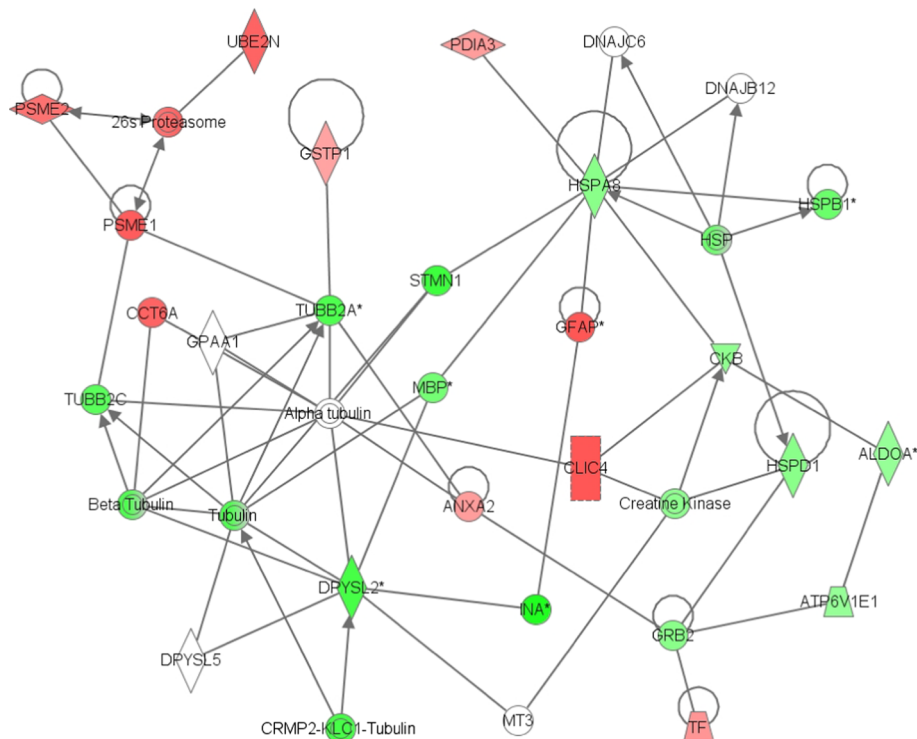 UBE2N
PDIA3
DNAJC6
DNAJB12
PSME2
26s Proteasome
GSTP1
HSPA8
HSPB1*
PSME1
HSP
STMN1
CCT6A
TUBB2A*
GFAP*
GPAA1
CKB
TUBB2C
MBP*
Alpha tubulin
CLIC4
HSPD1
ALDOA*
Beta Tubulin
Tubulin
ANXA2
Creatine Kinase
DPYSL2*
INA*
ATP6V1E1
GRB2
DPYSL5
CRMP2-KLC1-Tubulin
MT3
TF